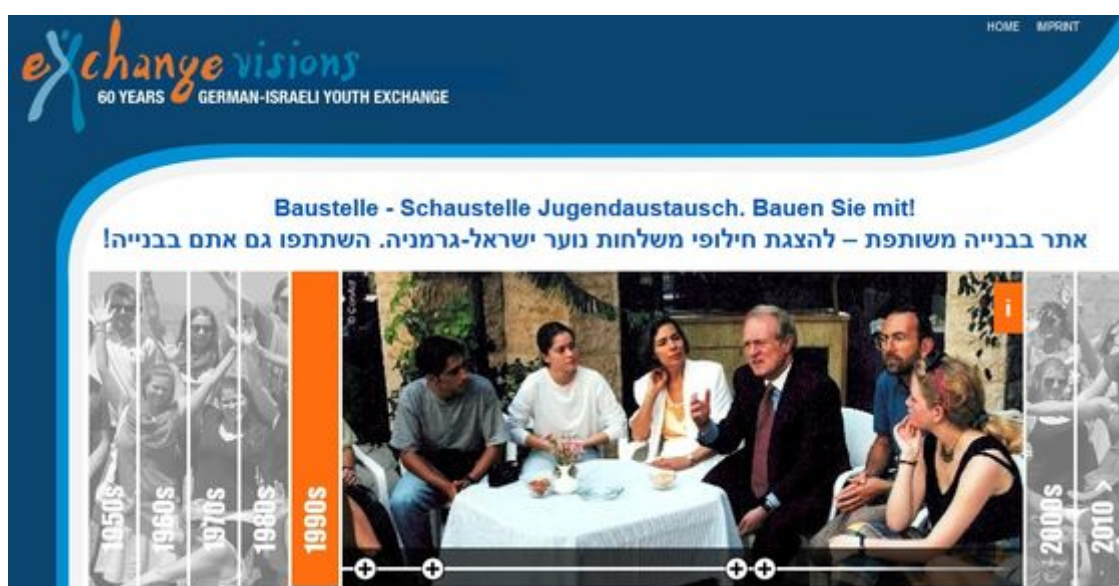 HOME IMPRINT
eXchange visions
60 YEARS GERMAN-ISRAELI YOUTH EXCHANGE
Baustelle - Schaustelle Jugendaustausch. Bauen Sie mit!
אתר בבנייה משותפת – להצגת חילופי משלחות נוער ישראל-גרמניה. השתתפו גם אתם בבנייה!
i
1950s
1960s
1970s
1980s
1990s
2000s
2010 >